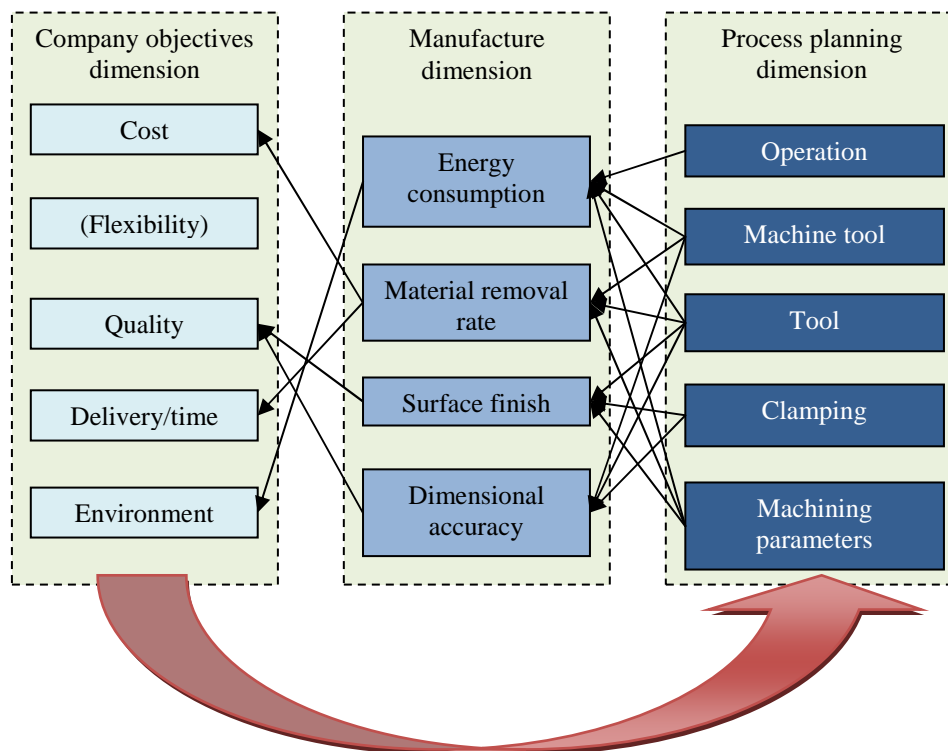 Company objectives
dimension
Cost
(Flexibility)
Quality
Delivery/time
Environment
Manufacture
dimension
Energy
consumption
Material removal
rate
Surface finish
Dimensional
accuracy
Process planning
dimension
Operation
Machine tool
Tool
Clamping
Machining
parameters